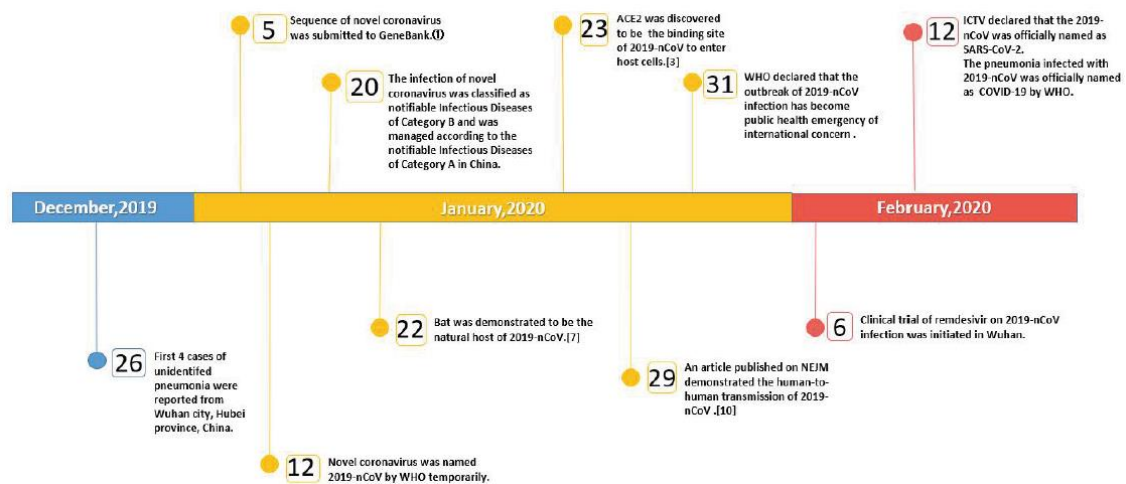 5
Sequence of novel coronavirus
was submitted to GeneBank.(1)
20
The infection of novel
coronavirus was classified as
notifiable Infectious Diseases
of Category B and was
managed according to the
notifiable Infectious Diseases
of Category A in China.
23
ACE2 was discovered
to be the binding site
of 2019-nCoV to enter
host cells.[3]
31
WHO declared that the
outbreak of 2019-nCoV
infection has become
public health emergency of
international concern .
12
ICTV declared that the 2019-
nCoV was officially named as
SARS-CoV-2.
The pneumonia infected with
2019-nCoV was officially named
as COVID-19 by WHO.
December,2019
January,2020
February,2020
26
First 4 cases of
unidentifed
pneumonia were
reported from
Wuhan city, Hubei
province, China.
12
Novel coronavirus was named
2019-nCoV by WHO temporarily.
22
Bat was demonstrated to be the
natural host of 2019-nCoV.[7]
29
An article published on NEJM
demonstrated the human-to-
human transmission of 2019-
nCoV .[10]
6
Clinical trial of remdesivir on 2019-nCoV
infection was initiated in Wuhan.